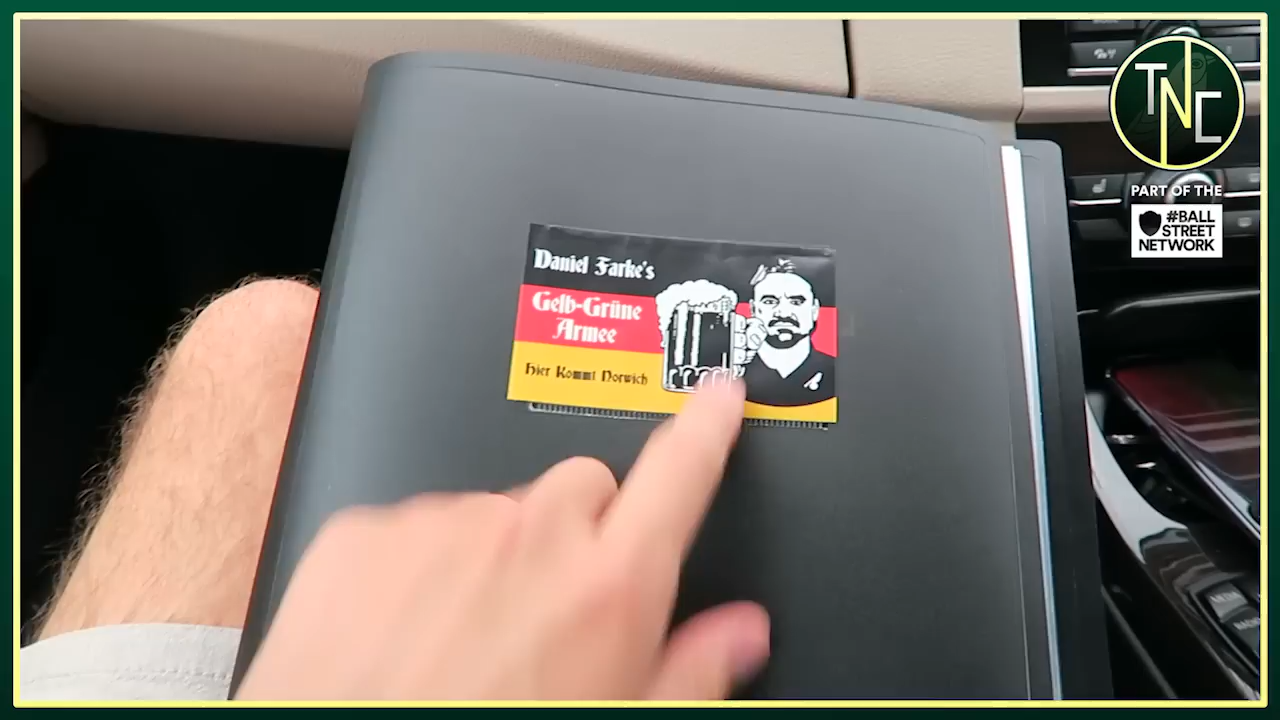 Daniel Farke's
Gelb-Grüne
Armee
Hier Kommt Norwich
TNC
PART OF THE
#BALL
STREET
NETWORK